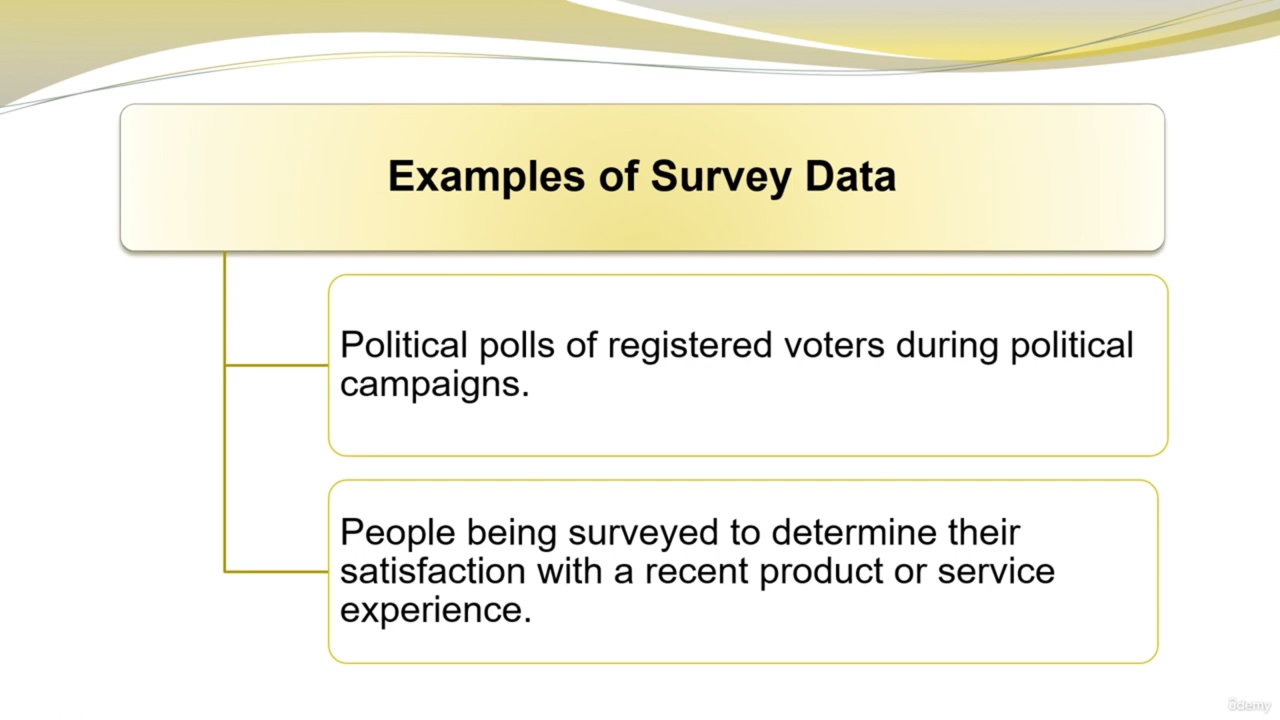 Examples of Survey Data
Political polls of registered voters during political
campaigns.
People being surveyed to determine their
satisfaction with a recent product or service
experience.
ûdemy